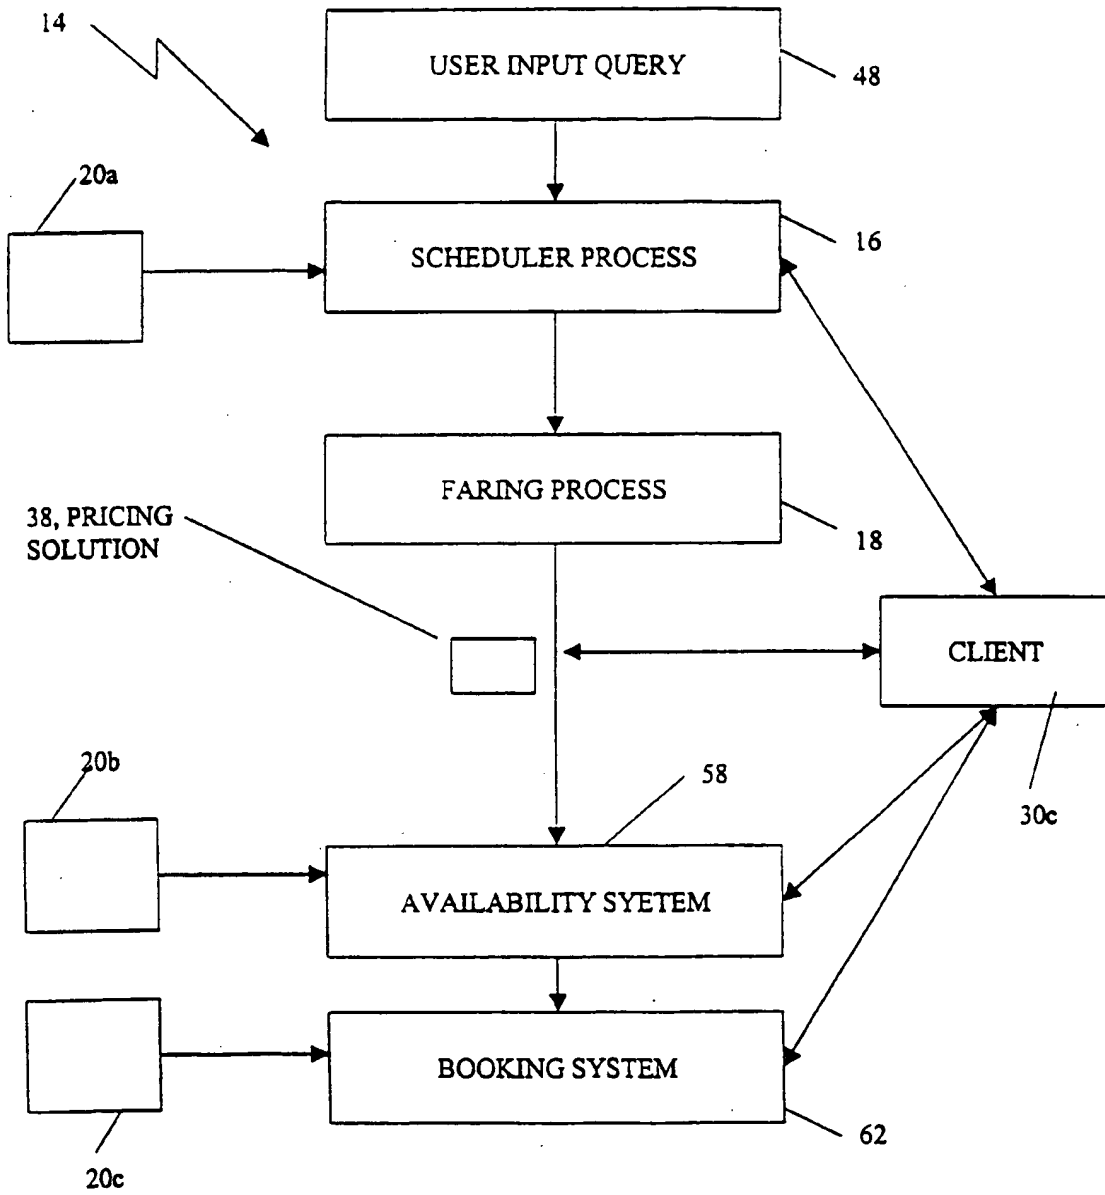 14
USER INPUT QUERY
48
20a
SCHEDULER PROCESS
16
FARING PROCESS
18
38, PRICING
SOLUTION
CLIENT
30c
20b
58
AVAILABILITY SYETEM
BOOKING SYSTEM
62
20c